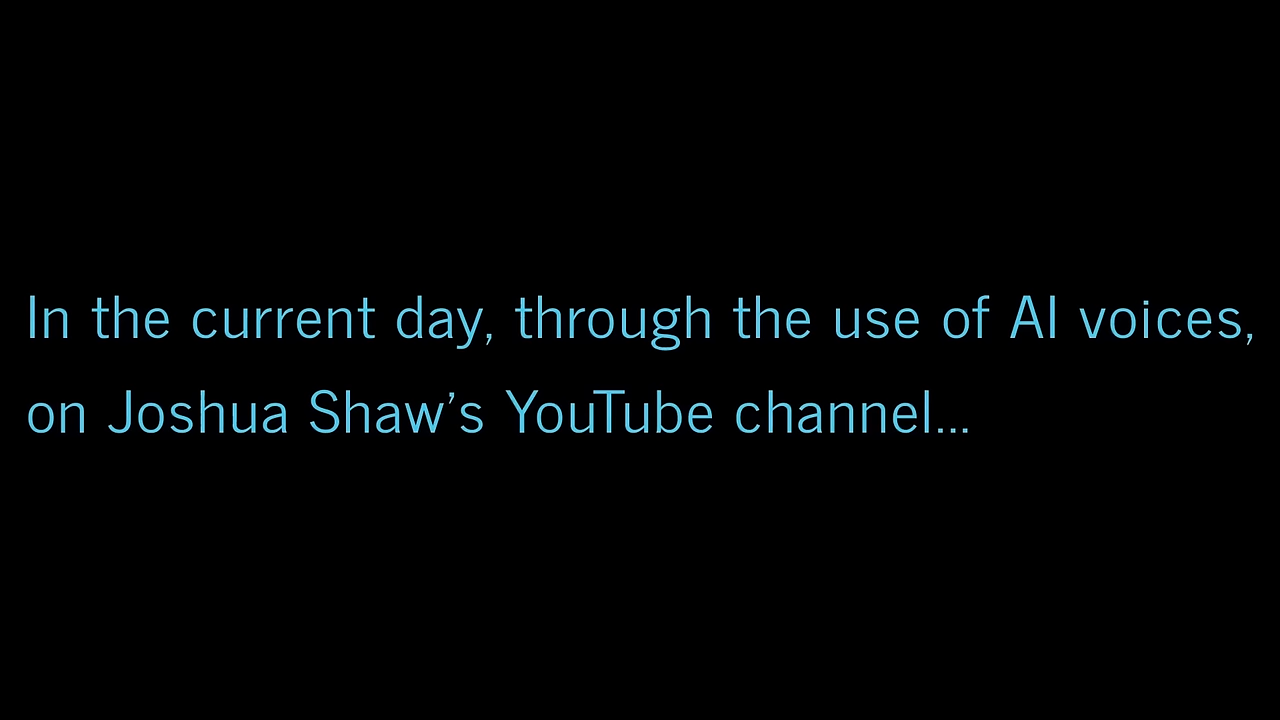 In the current day, through the use of AI voices,
on Joshua Shaw’s YouTube channel...